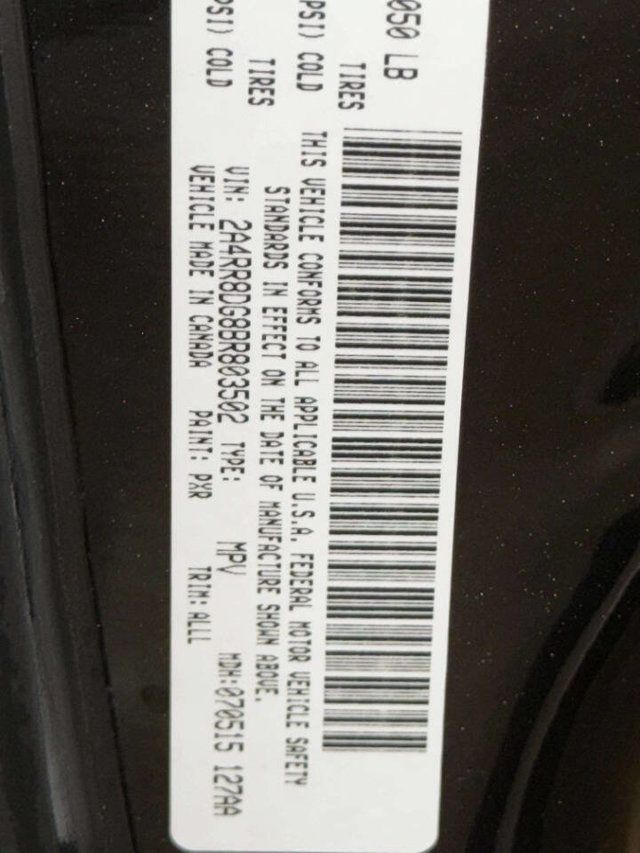 050 LB
TIRES
PSI) COLD
TIRES
PSI) COLD
THIS VEHICLE CONFORMS TO ALL APPLICABLE U.S.A. FEDERAL MOTOR VEHICLE SAFETY
STANDARDS IN EFFECT ON THE DATE OF MANUFACTURE SHOWN ABOVE.
VIN: 2A4RR8DG8BR803502 TYPE: MPV MDH:070515 127AA
VEHICLE MADE IN CANADA PAINT: PXR TRIM: ALL1